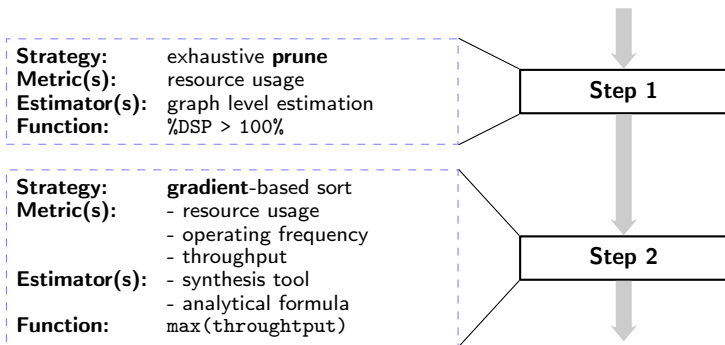 Strategy: exhaustive prune
Metric(s): resource usage
Estimator(s): graph level estimation
Function: %DSP > 100%
Step 1
Strategy: gradient-based sort
Metric(s): - resource usage
- operating frequency
- throughput
Estimator(s): - synthesis tool
- analytical formula
Function: max(throughtput)
Step 2